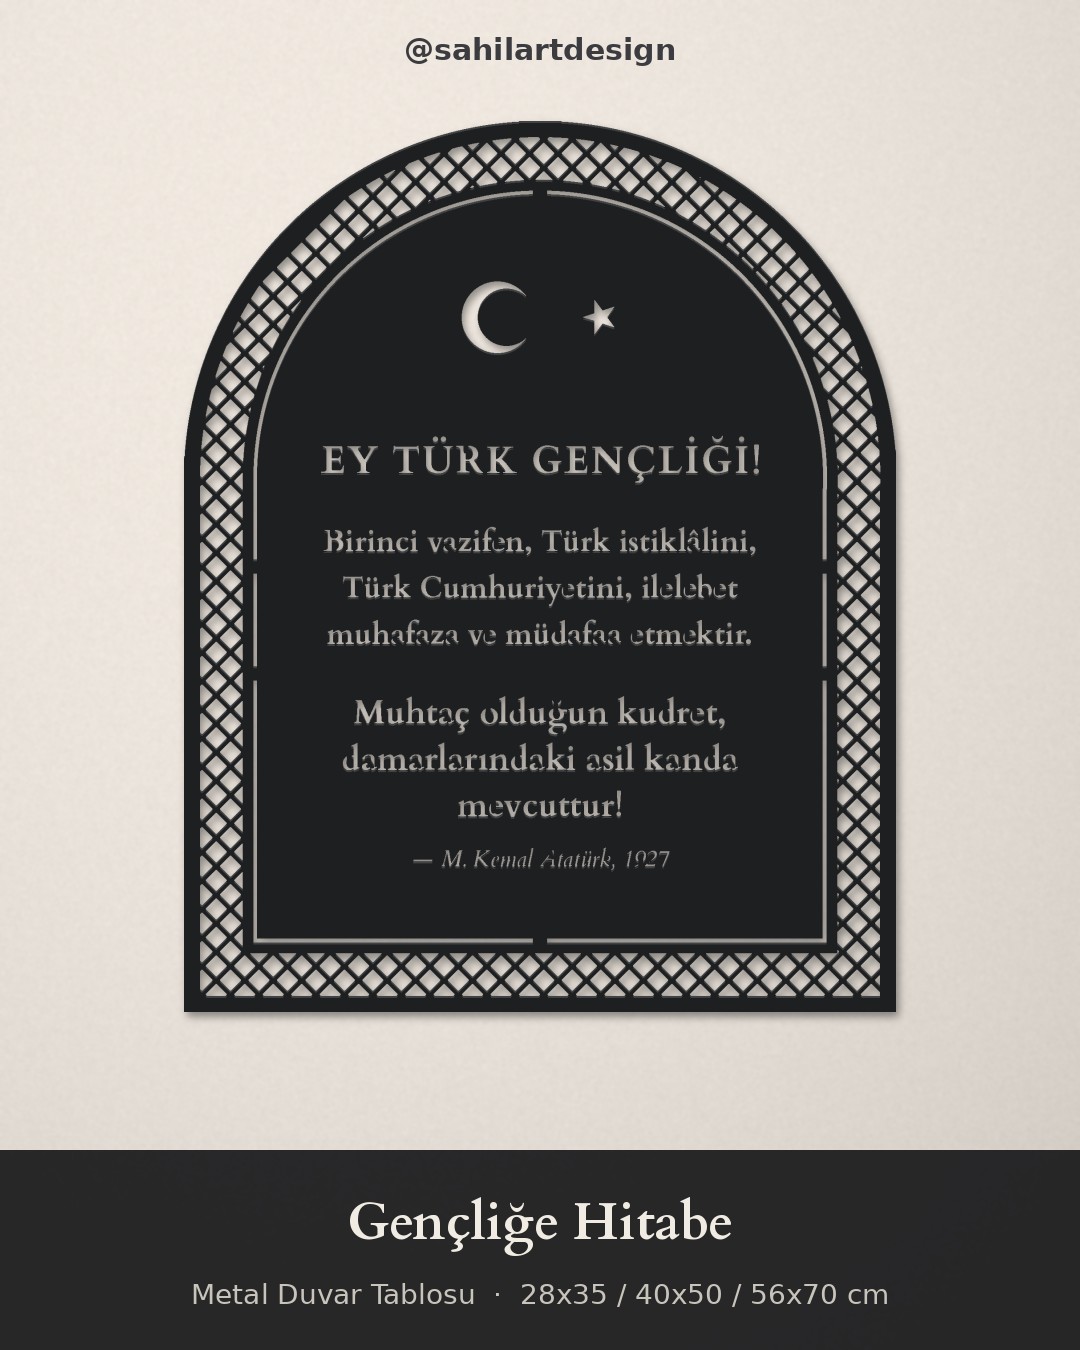 @sahilartdesign
EY TÜRK GENÇLİĞİ!
Birinci vazifen, Türk istiklâlini,
Türk Cumhuriyetini, ilelebet
muhafaza ve müdafaa etmektir.
Muhtaç olduğun kudret,
damarlarındaki asil kanda
mevcuttur!
— M. Kemal Atatürk, 1927
Gençliğe Hitabe
Metal Duvar Tablosu · 28x35 / 40x50 / 56x70 cm